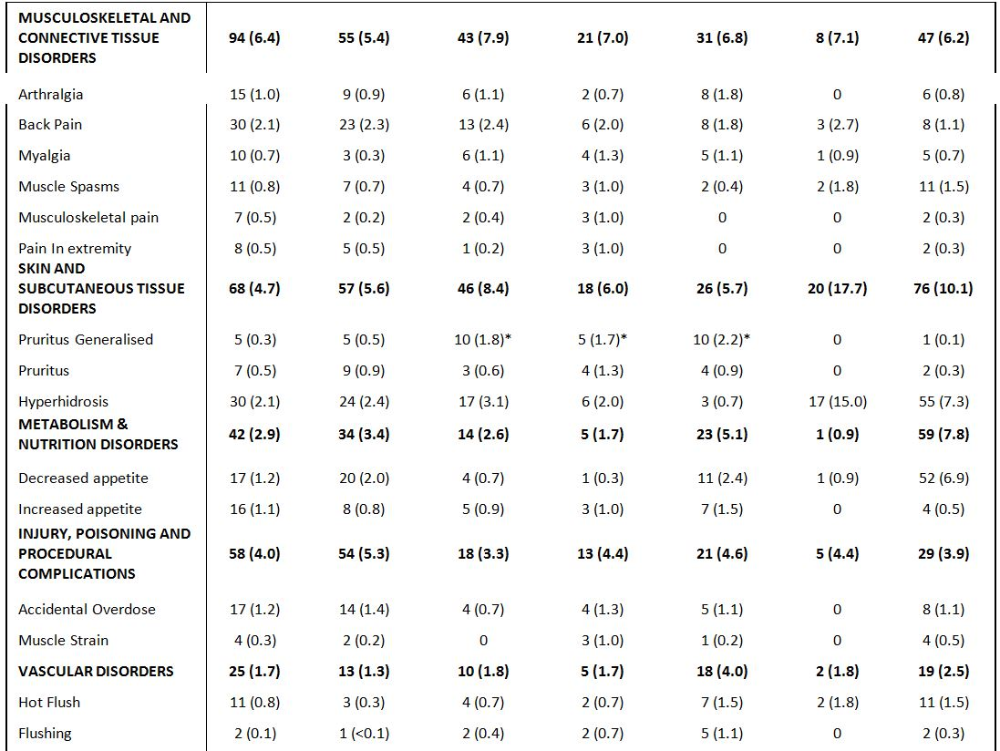 MUSCULOSKELETAL AND
CONNECTIVE TISSUE 94 (6.4) 55 (5.4) 43 (7.9) 21 (7.0) 31 (6.8) 8 (7.1) 47 (6.2)
DISORDERS
Arthralgia 15 (1.0) 9 (0.9) 6 (1.1) 2 (0.7) 8 (1.8) 0 6 (0.8)
Back Pain 30 (2.1) 23 (2.3) 13 (2.4) 6 (2.0) 8 (1.8) 3 (2.7) 8 (1.1)
Myalgia 10 (0.7) 3 (0.3) 6 (1.1) 4 (1.3) 5 (1.1) 1 (0.9) 5 (0.7)
Muscle Spasms 11 (0.8) 7 (0.7) 4 (0.7) 3 (1.0) 2 (0.4) 2 (1.8) 11 (1.5)
Musculoskeletal pain 7 (0.5) 2 (0.2) 2 (0.4) 3 (1.0) 0 0 2 (0.3)
Pain In extremity 8 (0.5) 5 (0.5) 1 (0.2) 3 (1.0) 0 0 2 (0.3)
SKIN AND
SUBCUTANEOUS TISSUE 68 (4.7) 57 (5.6) 46 (8.4) 18 (6.0) 26 (5.7) 20 (17.7) 76 (10.1)
DISORDERS
Pruritus Generalised 5 (0.3) 5 (0.5) 10 (1.8)* 5 (1.7)* 10 (2.2)* 0 1 (0.1)
Pruritus 7 (0.5) 9 (0.9) 3 (0.6) 4 (1.3) 4 (0.9) 0 2 (0.3)
Hyperhidrosis 30 (2.1) 24 (2.4) 17 (3.1) 6 (2.0) 3 (0.7) 17 (15.0) 55 (7.3)
METABOLISM &
NUTRITION DISORDERS 42 (2.9) 34 (3.4) 14 (2.6) 5 (1.7) 23 (5.1) 1 (0.9) 59 (7.8)
Decreased appetite 17 (1.2) 20 (2.0) 4 (0.7) 1 (0.3) 11 (2.4) 1 (0.9) 52 (6.9)
Increased appetite 16 (1.1) 8 (0.8) 5 (0.9) 3 (1.0) 7 (1.5) 0 4 (0.5)
INJURY, POISONING AND
PROCEDURAL 58 (4.0) 54 (5.3) 18 (3.3) 13 (4.4) 21 (4.6) 5 (4.4) 29 (3.9)
COMPLICATIONS
Accidental Overdose 17 (1.2) 14 (1.4) 4 (0.7) 4 (1.3) 5 (1.1) 0 8 (1.1)
Muscle Strain 4 (0.3) 2 (0.2) 0 3 (1.0) 1 (0.2) 0 4 (0.5)
VASCULAR DISORDERS 25 (1.7) 13 (1.3) 10 (1.8) 5 (1.7) 18 (4.0) 2 (1.8) 19 (2.5)
Hot Flush 11 (0.8) 3 (0.3) 4 (0.7) 2 (0.7) 7 (1.5) 2 (1.8) 11 (1.5)
Flushing 2 (0.1) 1 (<0.1) 2 (0.4) 2 (0.7) 5 (1.1) 0 2 (0.3)